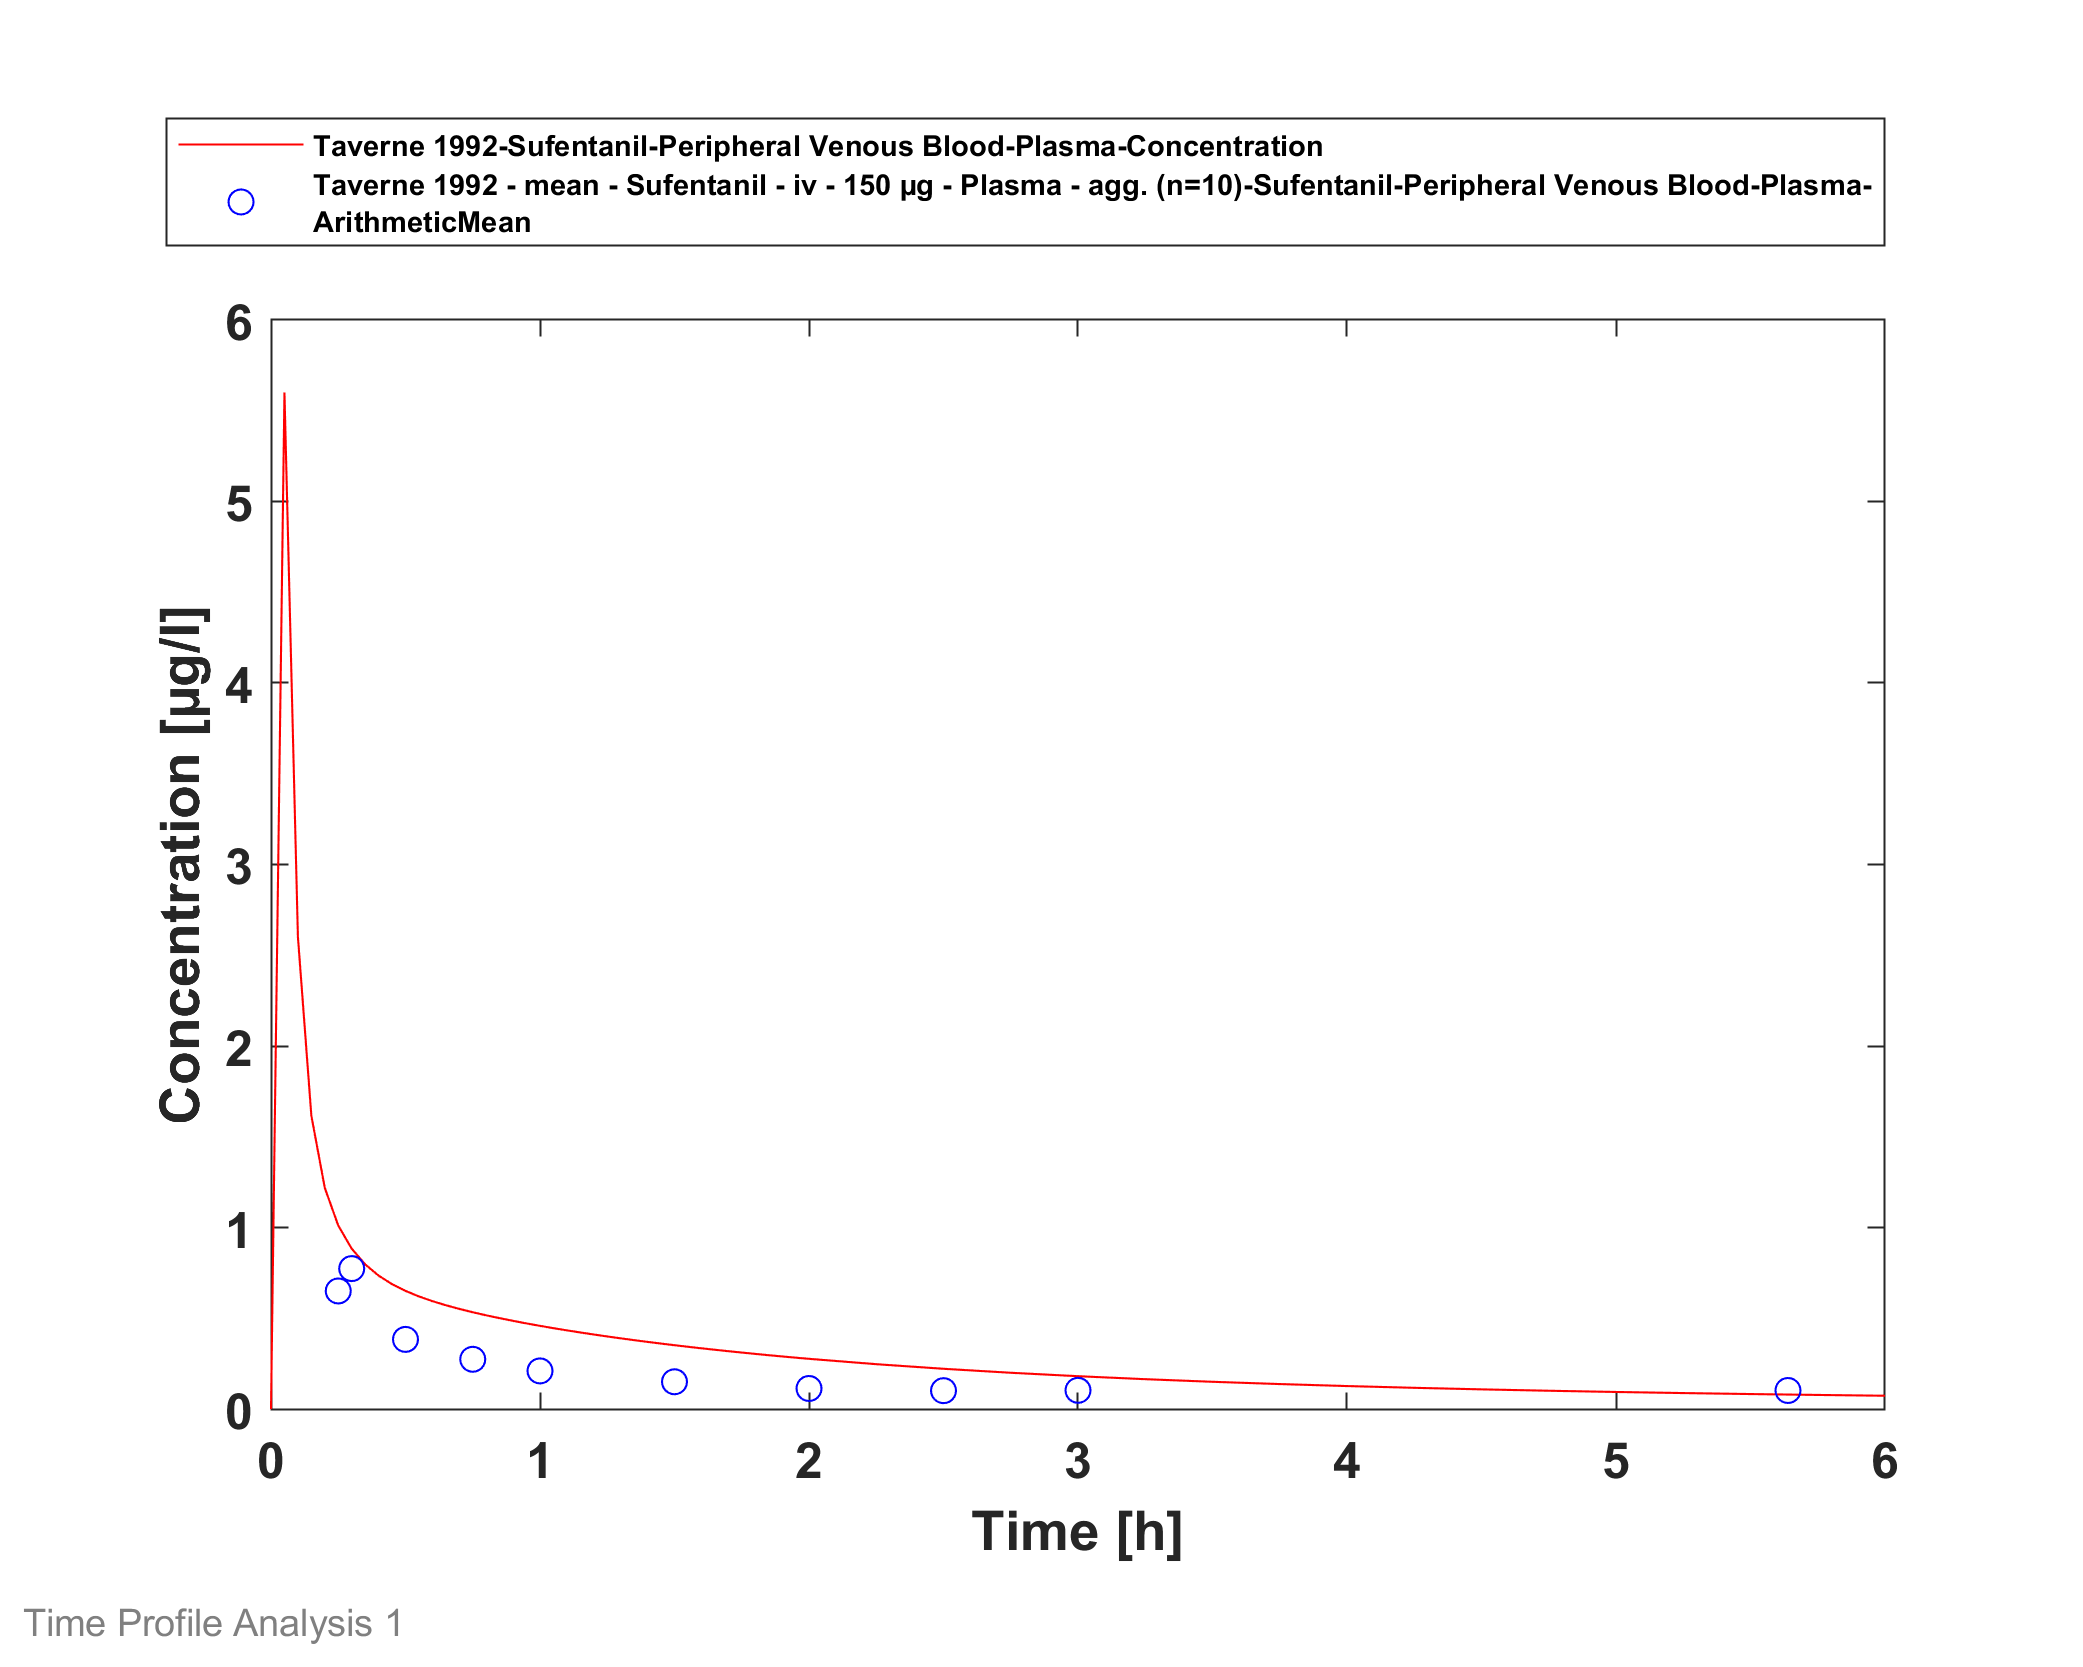 Taverne 1992-Sufentanil-Peripheral Venous Blood-Plasma-Concentration
Taverne 1992 - mean - Sufentanil - iv - 150 µg - Plasma - agg. (n=10)-Sufentanil-Peripheral Venous Blood-Plasma-
ArithmeticMean
6
5
4
3
2
1
0
Concentration [µg/l]
0 1 2 3 4 5 6
Time [h]
Time Profile Analysis 1